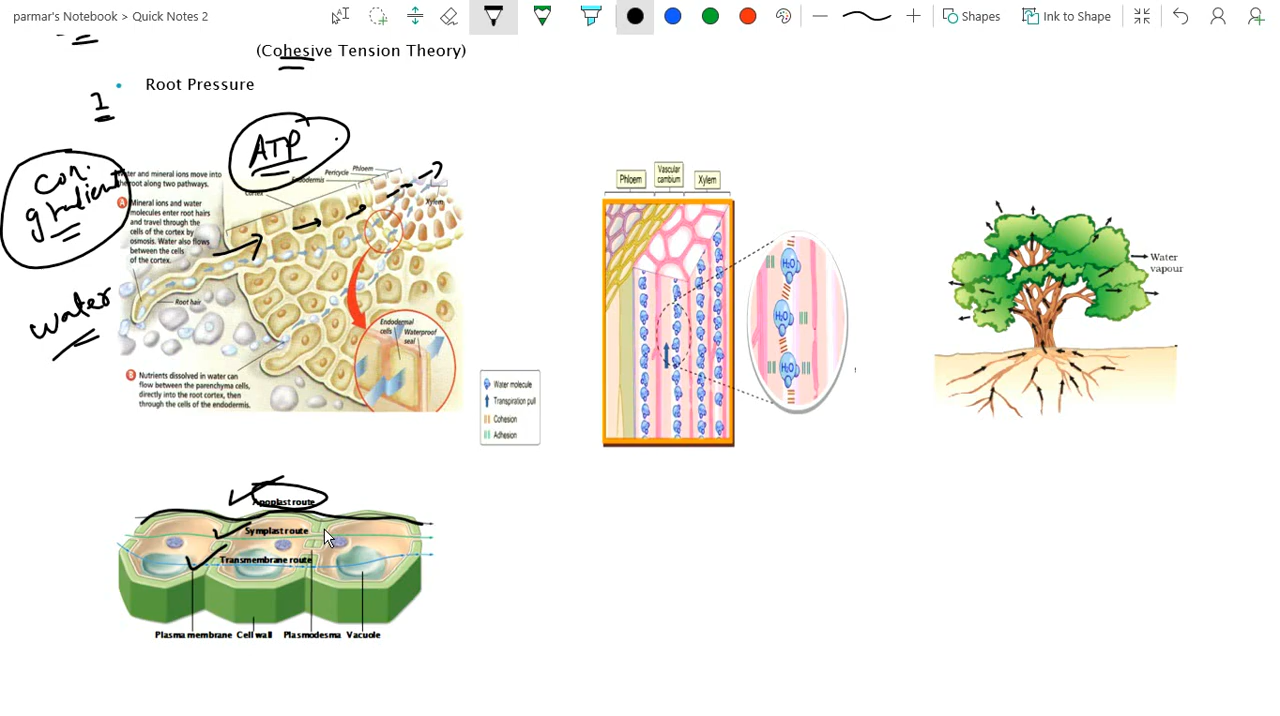 parmar's Notebook > Quick Notes 2
Shapes
Ink to Shape
(Cohesive Tension Theory)
• Root Pressure
1
ATP
Con.
gradient
water
ter and mineral ions move into
the root along two pathways.
A Mineral ions and water
molecules enter root hairs
and travel through the
cells of the cortex by
osmosis. Water also flows
between the cells
of the cortex.
Phloem
Pericycle
Endodermis
Cortex
Xylem
Root hair
Endodermal
cells
Waterproof
seal
B Nutrients dissolved in water can
flow between the parenchyma cells,
directly into the root cortex, then
through the cells of the endodermis.
Water molecule
Transpiration pull
Cohesion
Adhesion
Phloem
Vascular
cambium
Xylem
H₂O
H₂O
H₂O
Water
vapour
Apoplast route
Symplast route
Transmembrane route
Plasma membrane
Cell wall
Plasmodesma
Vacuole